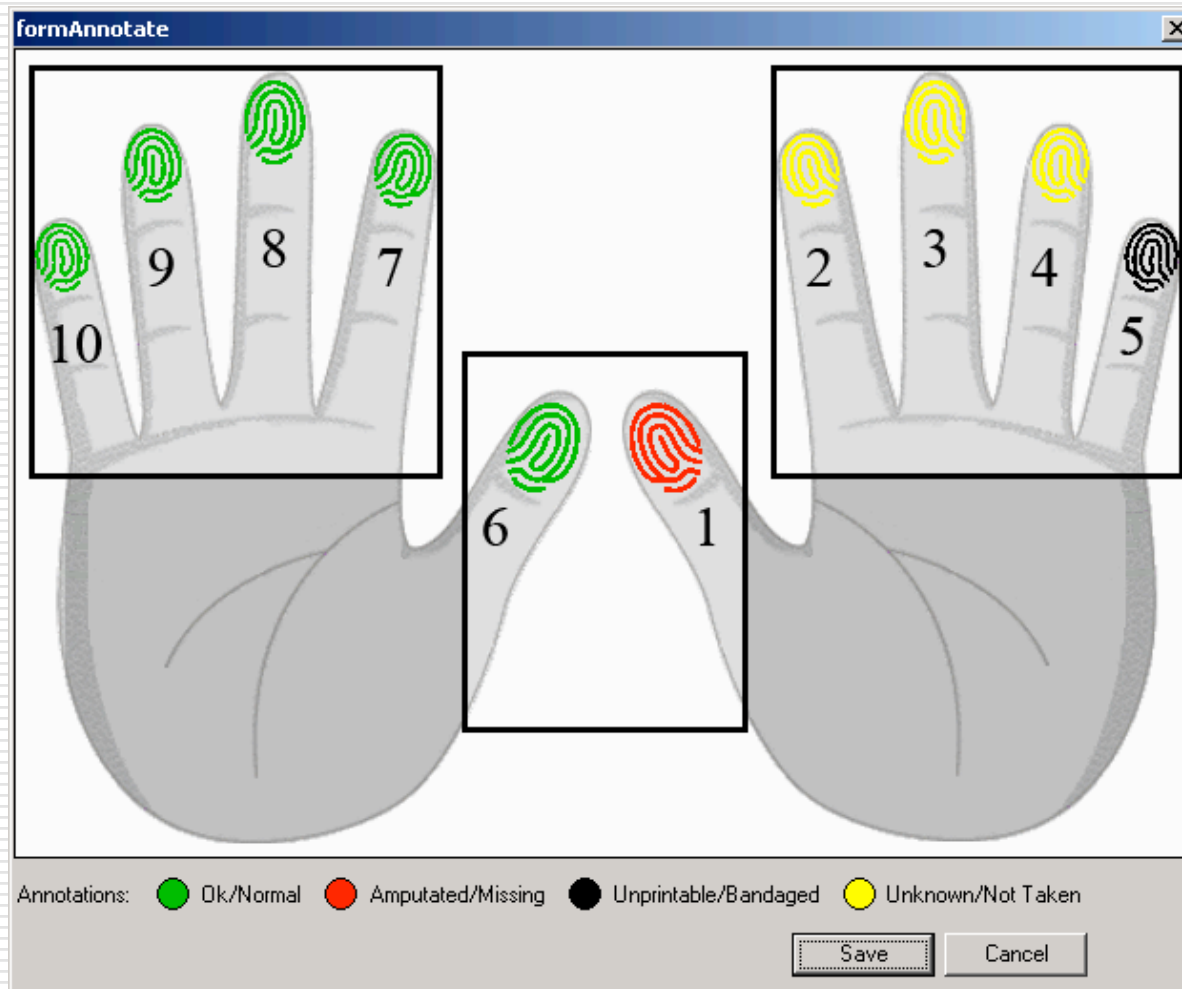 formAnnotate
10 9 8 7 2 3 4 5
6 1
Annotations: Ok/Normal Amputated/Missing Unprintable/Bandaged Unknown/Not Taken
Save Cancel